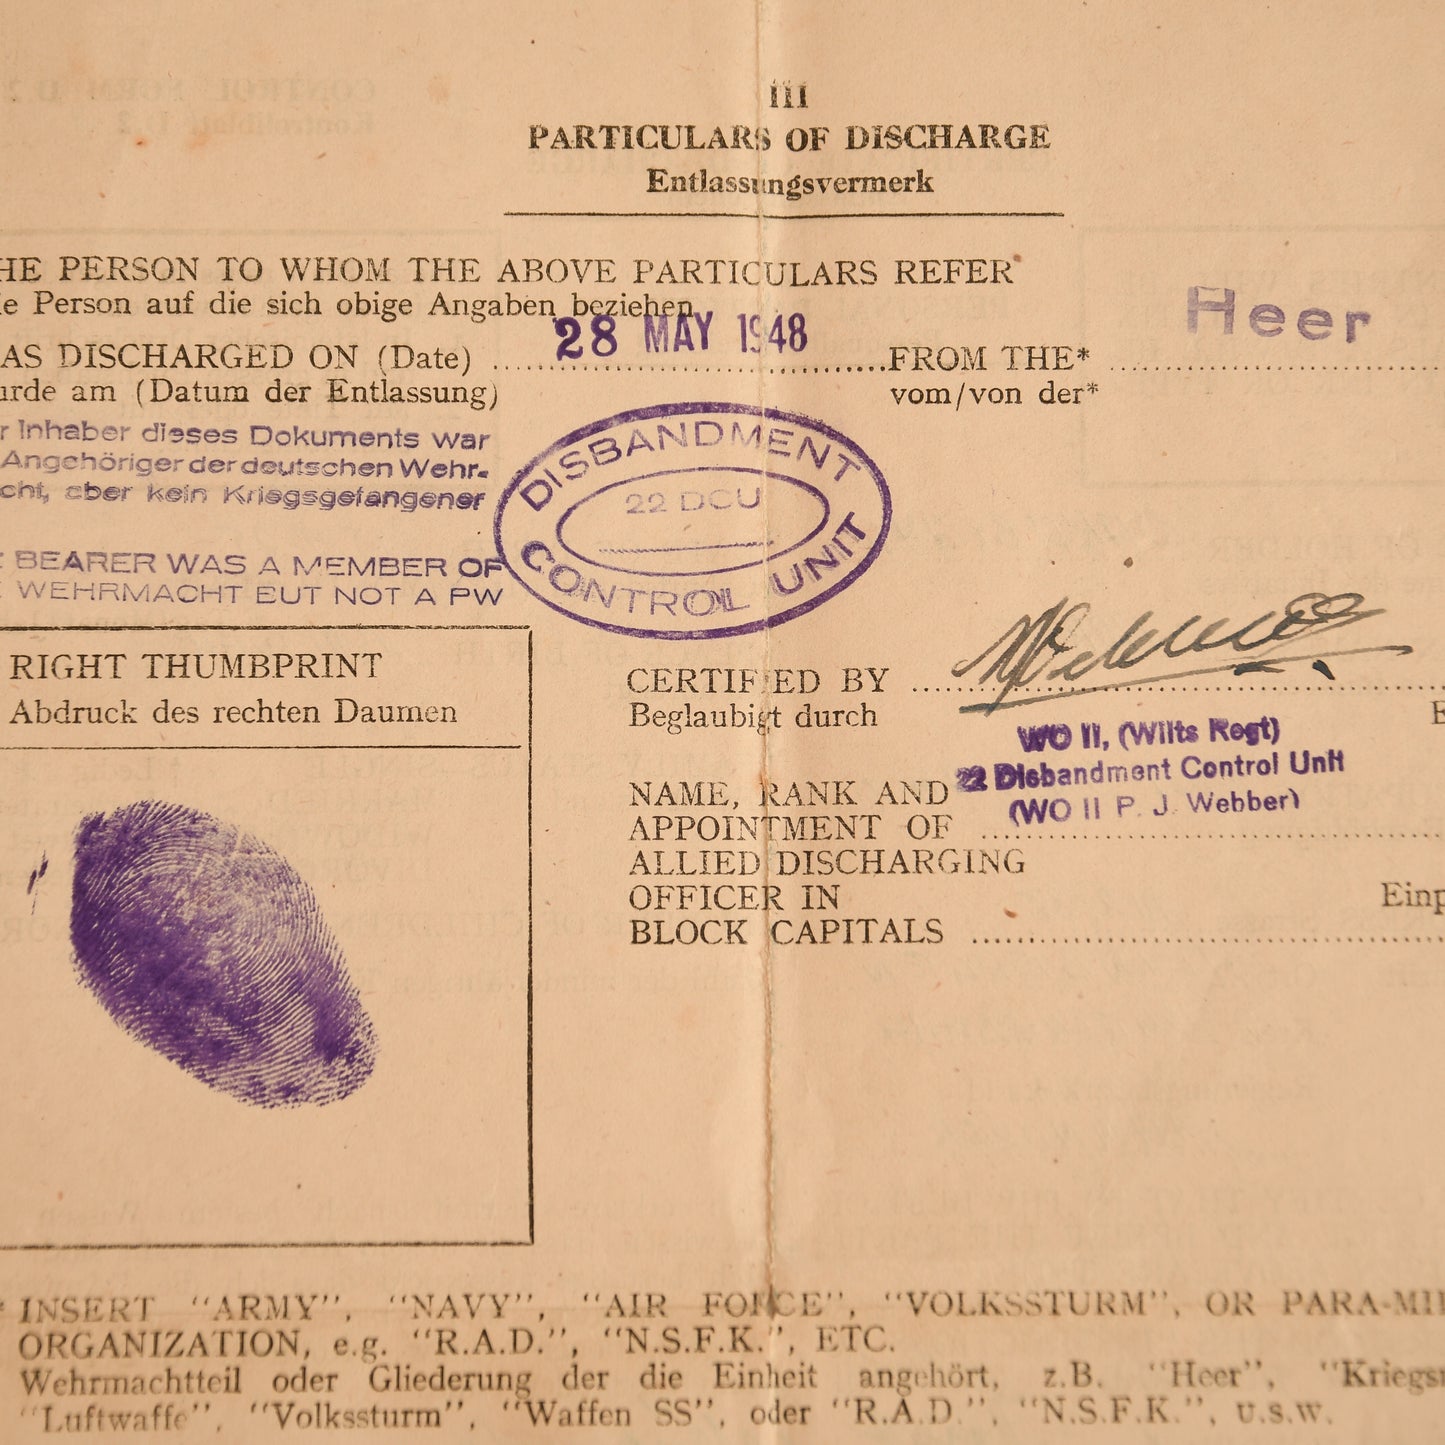 III
PARTICULARS OF DISCHARGE
Entlassungsvermerk
HE PERSON TO WHOM THE ABOVE PARTICULARS REFER
ie Person auf die sich obige Angaben beziehen
AS DISCHARGED ON (Date) 28 MAY 1948 FROM THE* Heer
urde am (Datum der Entlassung) vom/von der*
r Inhaber dieses Dokuments war
Angehöriger der deutschen Wehr-
cht, aber kein Kriegsgefangener
E BEARER WAS A MEMBER OF
E WEHRMACHT BUT NOT A PW
DISBANDMENT
22 DCU
CONTROL UNIT
RIGHT THUMBPRINT
Abdruck des rechten Daumen
CERTIFIED BY
Beglaubigt durch
WO II, (Wilts Regt)
22 Disbandment Control Unit
(WO II P. J. Webber)
NAME, RANK AND
APPOINTMENT OF
ALLIED DISCHARGING
OFFICER IN
BLOCK CAPITALS
Einp
* INSERT "ARMY", "NAVY", "AIR FORCE", "VOLKSSTURM", OR PARA-MI
ORGANIZATION, e.g. "R.A.D.", "N.S.F.K.", ETC.
Wehrmachtteil oder Gliederung der die Einheit angehört, z.B. "Heer", "Kriegs
"Luftwaffe", "Volkssturm", "Waffen SS", oder "R.A.D.", "N.S.F.K.", u.s.w.